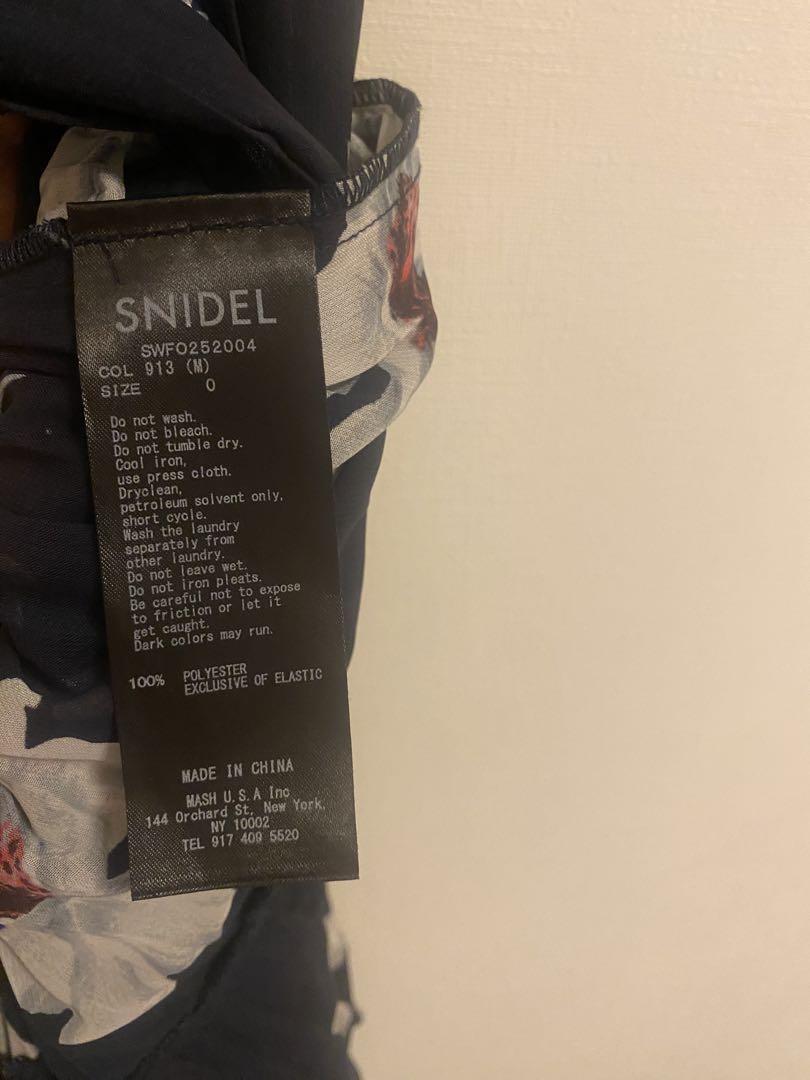 SNIDEL
SWFO252004
COL 913 (M)
SIZE 0
Do not wash.
Do not bleach.
Do not tumble dry.
Cool iron,
use press cloth.
Dryclean,
petroleum solvent only,
short cycle.
Wash the laundry
separately from
other laundry.
Do not leave wet.
Do not iron pleats.
Be careful not to expose
to friction or let it
get caught.
Dark colors may run.
100% POLYESTER
EXCLUSIVE OF ELASTIC
MADE IN CHINA
MASH U.S.A Inc
144 Orchard St, New York,
NY 10002
TEL 917 409 5520